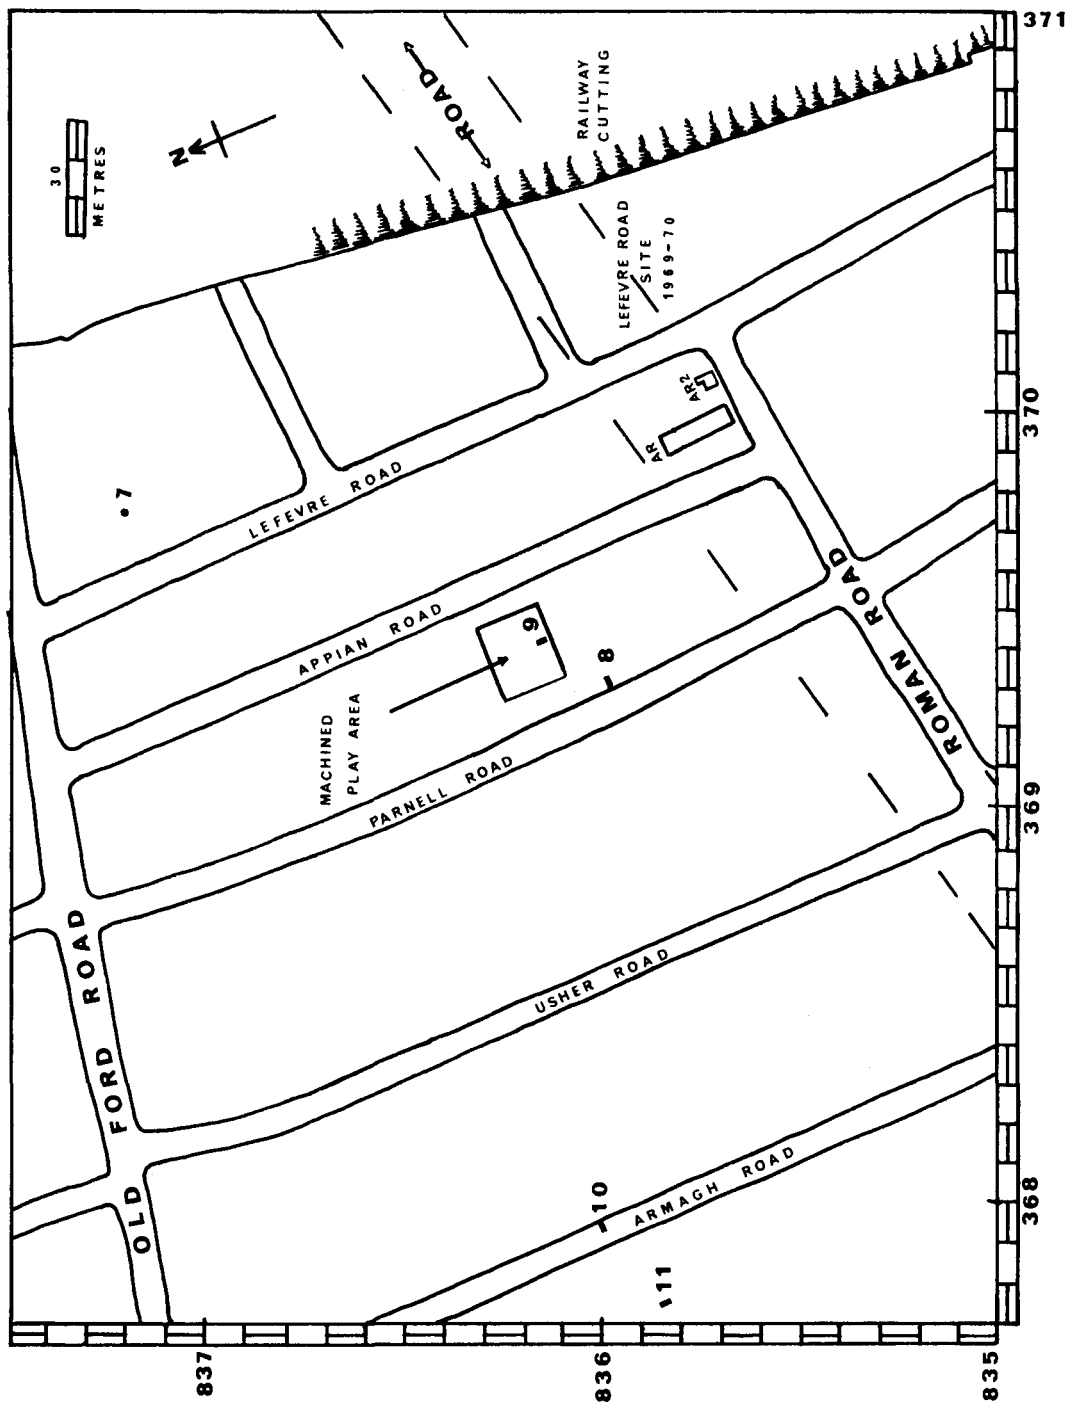 371
30
METRES
N
ROAD
RAILWAY
CUTTING
LEFEVRE ROAD
SITE
1969-70
7
LEFEVRE ROAD
AR2
AR
370
APPIAN ROAD
9
8
MACHINED
PLAY AREA
PARNELL ROAD
ROMAN ROAD
369
OLD FORD ROAD
USHER ROAD
10
ARMAGH ROAD
11
368
837
836
835